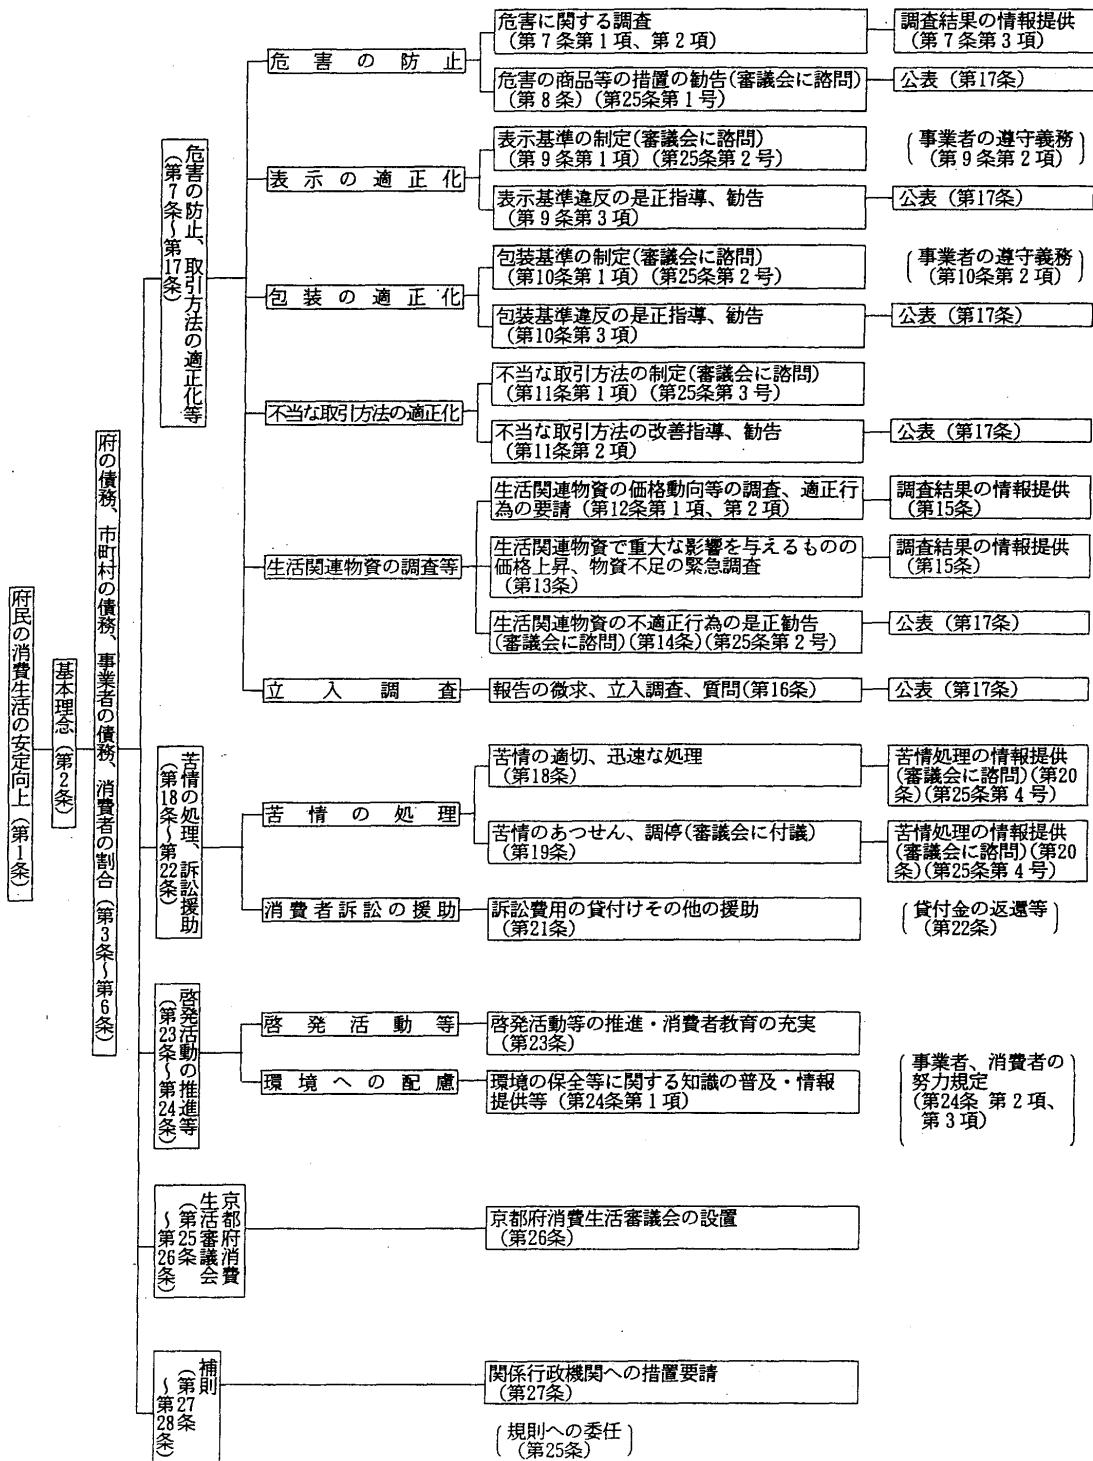 府民の消費生活の安定向上（第1条）
基本理念（第2条）
府の債務、市町村の債務、事業者の債務、消費者の割合（第3条～第6条）
危害の防止、取引方法の適正化等
（第7条～第17条）
危害の防止
危害に関する調査
（第7条第1項、第2項）
調査結果の情報提供
（第7条第3項）
危害の商品等の措置の勧告(審議会に諮問)
（第8条）（第25条第1号）
公表（第17条）
表示の適正化
表示基準の制定(審議会に諮問)
（第9条第1項）（第25条第2号）
事業者の遵守義務
（第9条第2項）
表示基準違反の是正指導、勧告
（第9条第3項）
公表（第17条）
包装の適正化
包装基準の制定(審議会に諮問)
（第10条第1項）（第25条第2号）
事業者の遵守義務
（第10条第2項）
包装基準違反の是正指導、勧告
（第10条第3項）
公表（第17条）
不当な取引方法の適正化
不当な取引方法の制定(審議会に諮問)
（第11条第1項）（第25条第3号）
不当な取引方法の改善指導、勧告
（第11条第2項）
公表（第17条）
生活関連物資の調査等
生活関連物資の価格動向等の調査、適正行
為の要請（第12条第1項、第2項）
調査結果の情報提供
（第15条）
生活関連物資で重大な影響を与えるものの
価格上昇、物資不足の緊急調査
（第13条）
調査結果の情報提供
（第15条）
生活関連物資の不適正行為の是正勧告
(審議会に諮問)(第14条)(第25条第2号)
公表（第17条）
立入調査
報告の徴求、立入調査、質問(第16条)
公表（第17条）
苦情の処理、訴訟援助
（第18条～第22条）
苦情の処理
苦情の適切、迅速な処理
（第18条）
苦情処理の情報提供
(審議会に諮問)(第20
条)(第25条第4号)
苦情のあつせん、調停(審議会に付議)
（第19条）
苦情処理の情報提供
(審議会に諮問)(第20
条)(第25条第4号)
消費者訴訟の援助
訴訟費用の貸付けその他の援助
（第21条）
貸付金の返還等
（第22条）
啓発活動の推進等
（第23条～第24条）
啓発活動等
啓発活動等の推進・消費者教育の充実
（第23条）
環境への配慮
環境の保全等に関する知識の普及・情報
提供等（第24条第1項）
事業者、消費者の
努力規定
（第24条 第2項、
第3項）
京都府消費
生活審議会
（第25条
～第26条）
京都府消費生活審議会の設置
（第26条）
補則
（第27条
～第28条）
関係行政機関への措置要請
（第27条）
規則への委任
（第25条）